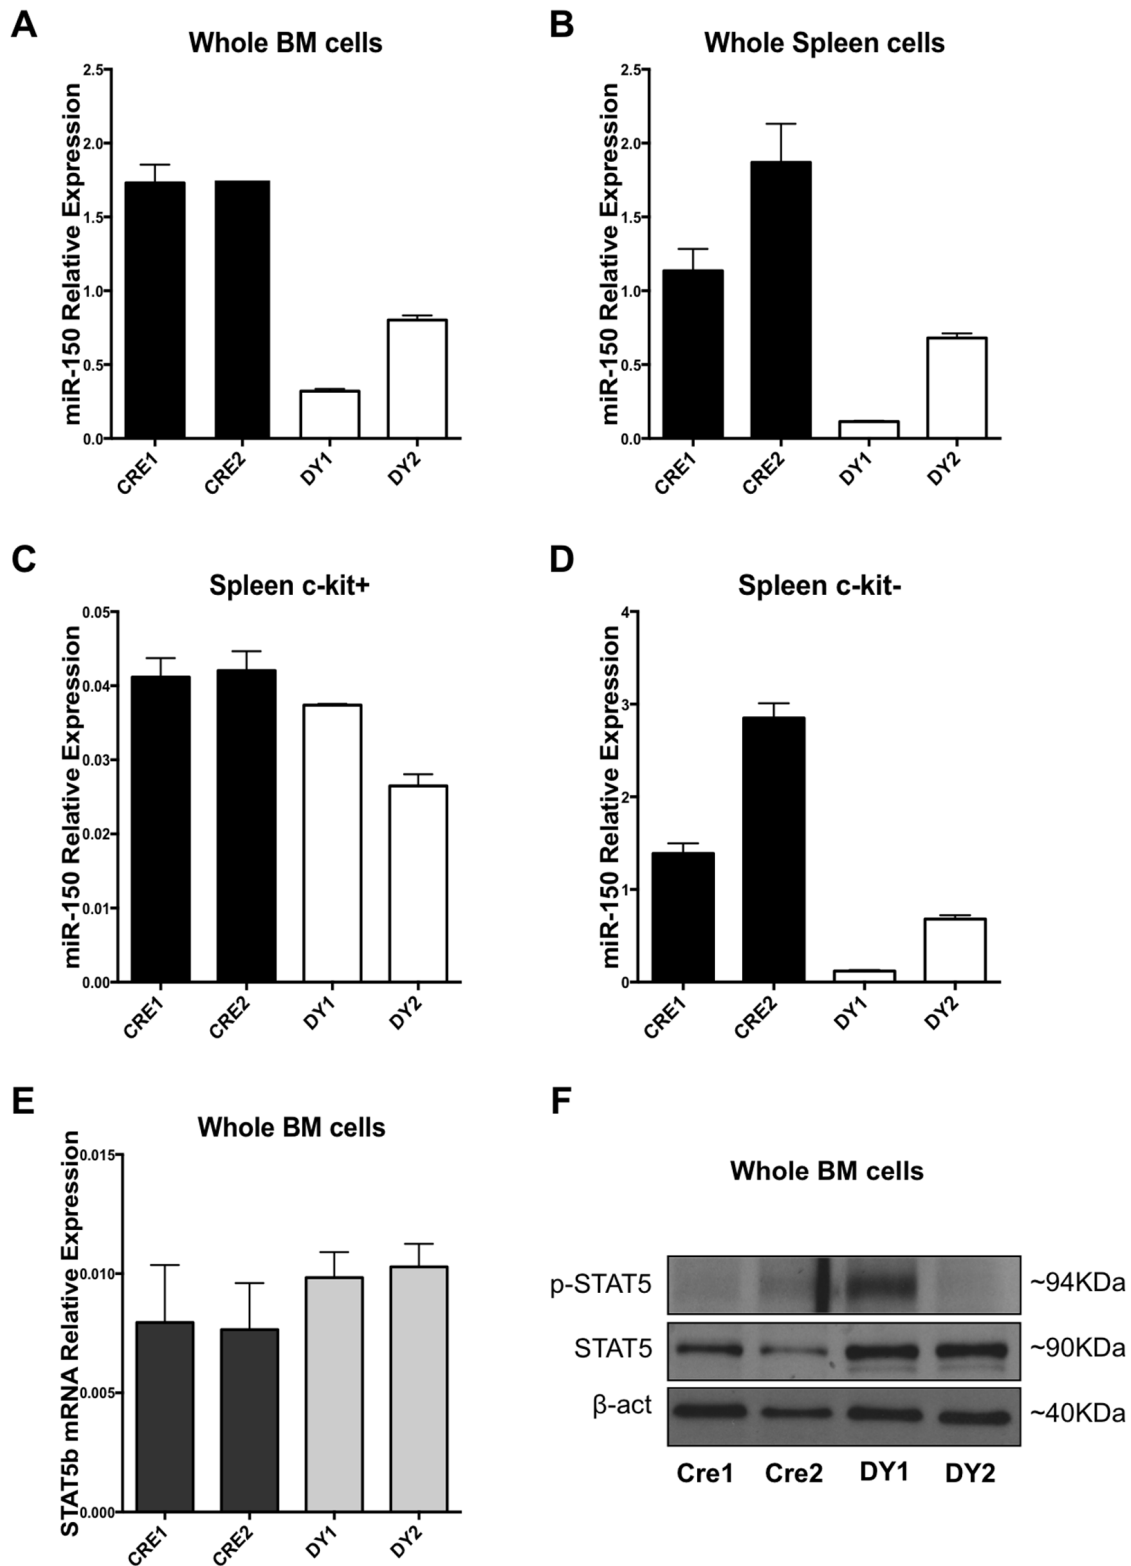 A
Whole BM cells
miR-150 Relative Expression
2.5
2.0
1.5
1.0
0.5
0.0
CRE1
CRE2
DY1
DY2
B
Whole Spleen cells
miR-150 Relative Expression
2.5
2.0
1.5
1.0
0.5
0.0
CRE1
CRE2
DY1
DY2
C
Spleen c-kit+
miR-150 Relative Expression
0.05
0.04
0.03
0.02
0.01
0.00
CRE1
CRE2
DY1
DY2
D
Spleen c-kit-
miR-150 Relative Expression
4
3
2
1
0
CRE1
CRE2
DY1
DY2
E
Whole BM cells
STAT5b mRNA Relative Expression
0.015
0.010
0.005
0.000
CRE1
CRE2
DY1
DY2
F
Whole BM cells
p-STAT5 ~94KDa
STAT5 ~90KDa
β-act ~40KDa
Cre1 Cre2 DY1 DY2